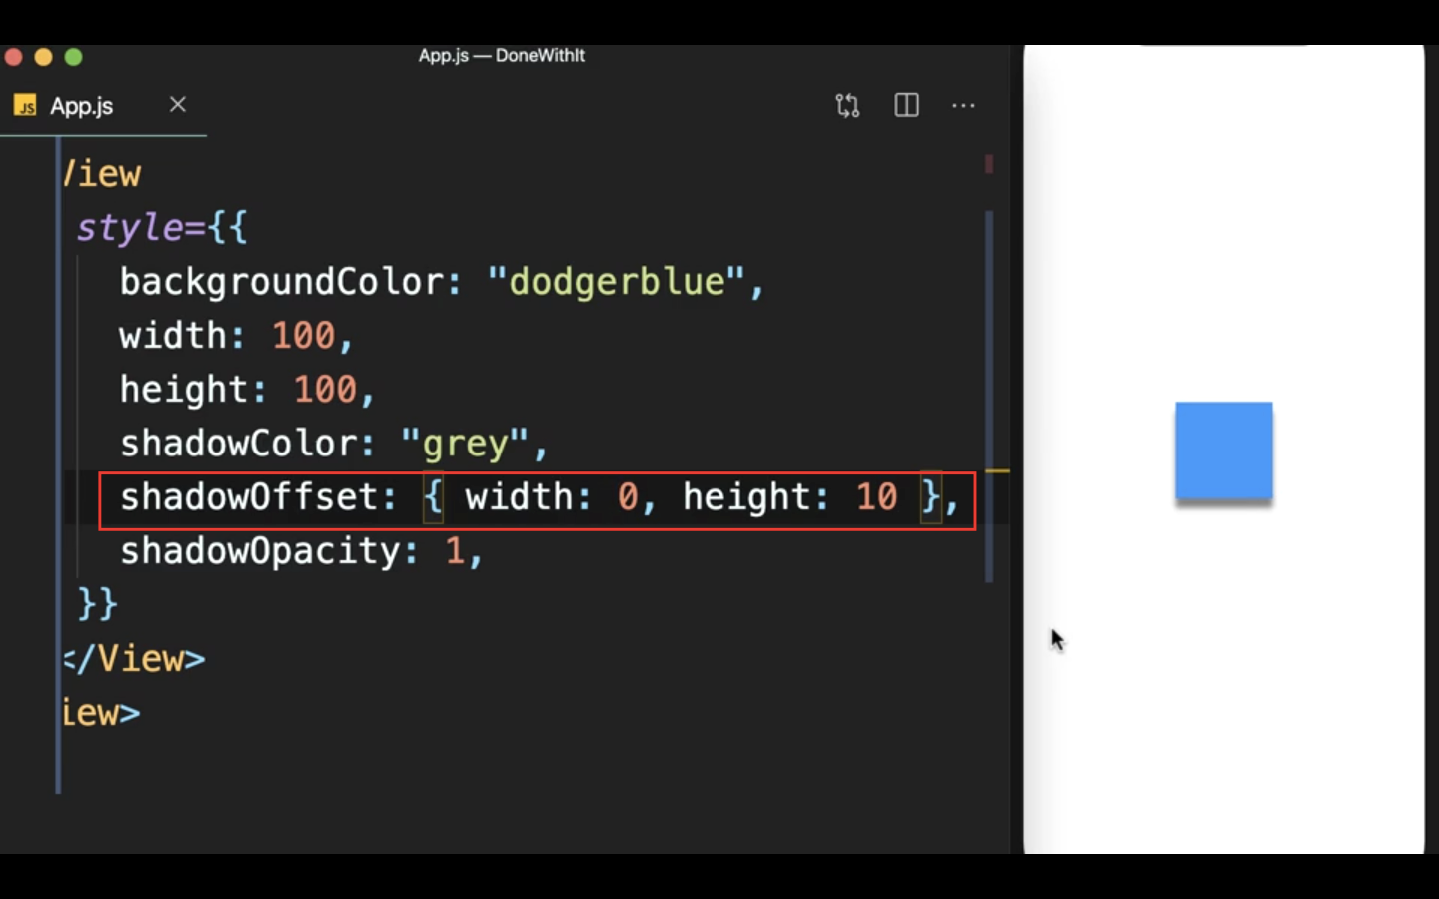 App.js — DoneWithIt
JS App.js
View
style={{
backgroundColor: "dodgerblue",
width: 100,
height: 100,
shadowColor: "grey",
shadowOffset: { width: 0, height: 10 },
shadowOpacity: 1,
}}
</View>
iew>